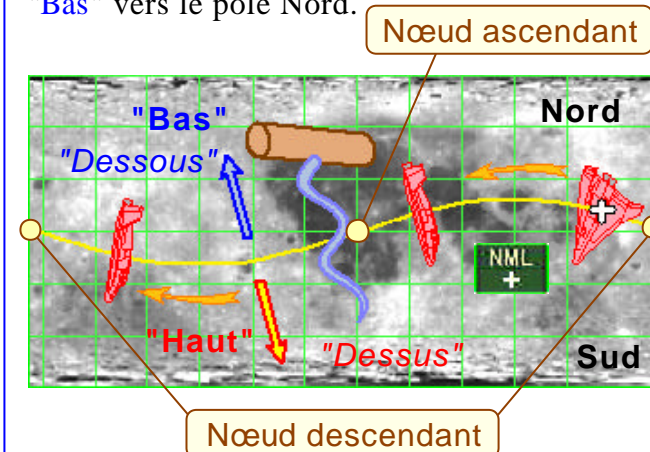 "Bas" vers le pôle Nord.
Nœud ascendant
Nord
"Bas"
"Dessous"
NML
"Haut"
"Dessus"
Sud
Nœud descendant